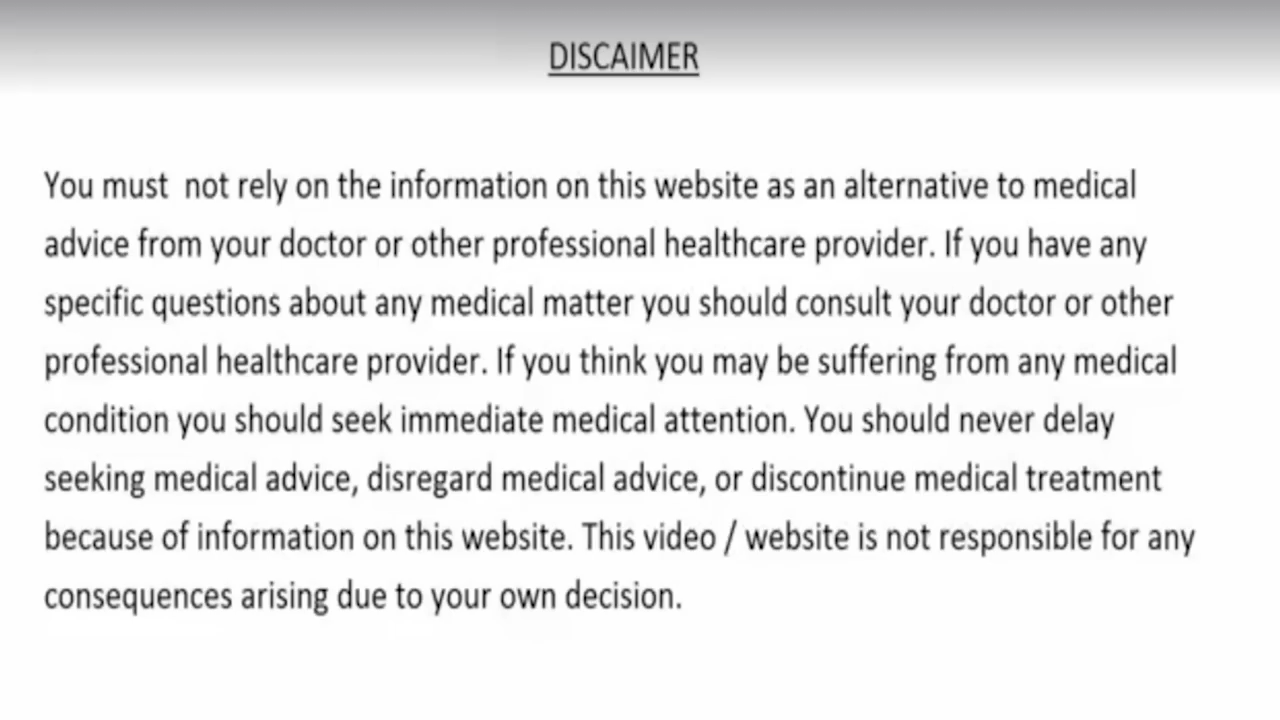 DISCAIMER
You must  not rely on the information on this website as an alternative to medical
advice from your doctor or other professional healthcare provider. If you have any
specific questions about any medical matter you should consult your doctor or other
professional healthcare provider. If you think you may be suffering from any medical
condition you should seek immediate medical attention. You should never delay
seeking medical advice, disregard medical advice, or discontinue medical treatment
because of information on this website. This video / website is not responsible for any
consequences arising due to your own decision.